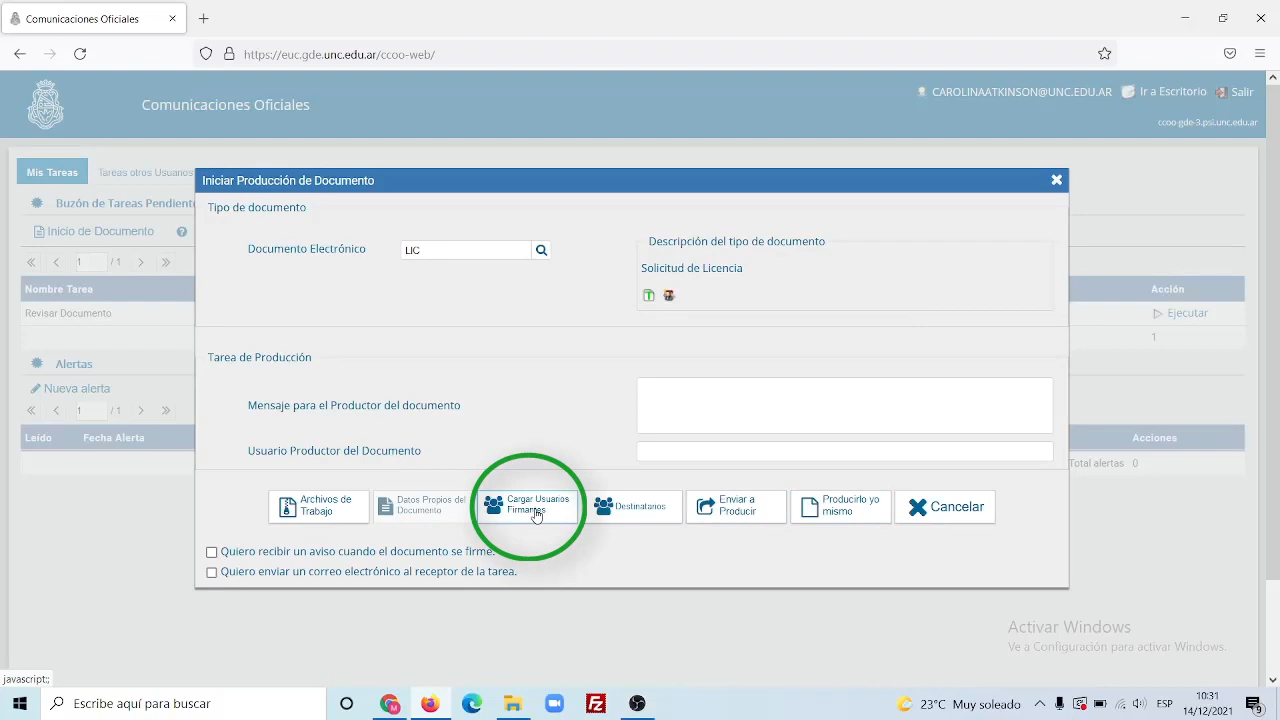 Comunicaciones Oficiales
https://euc.gde.unc.edu.ar/ccoo-web/
Comunicaciones Oficiales
CAROLINAATKINSON@UNC.EDU.AR Ir a Escritorio Salir
ccoo-gde-3.psi.unc.edu.ar
Mis Tareas Tareas otros Usuarios
Iniciar Producción de Documento
Buzón de Tareas Pendient
Tipo de documento
Inicio de Documento
Documento Electrónico LIC
Descripción del tipo de documento
Solicitud de Licencia
1 / 1
Nombre Tarea Acción
Revisar Documento Ejecutar
1
Alertas
Tarea de Producción
Nueva alerta
Mensaje para el Productor del documento
1 / 1
Leído Fecha Alerta Acciones
Usuario Productor del Documento
Total alertas 0
Archivos de
Trabajo
Datos Propios del
Documento
Cargar Usuarios
Firmantes
Destinatarios
Enviar a
Producir
Producirlo yo
mismo
Cancelar
Quiero recibir un aviso cuando el documento se firme.
Quiero enviar un correo electrónico al receptor de la tarea.
Activar Windows
Ve a Configuración para activar Windows.
javascript:;
Escribe aquí para buscar
23°C Muy soleado ESP
10:31
14/12/2021
9